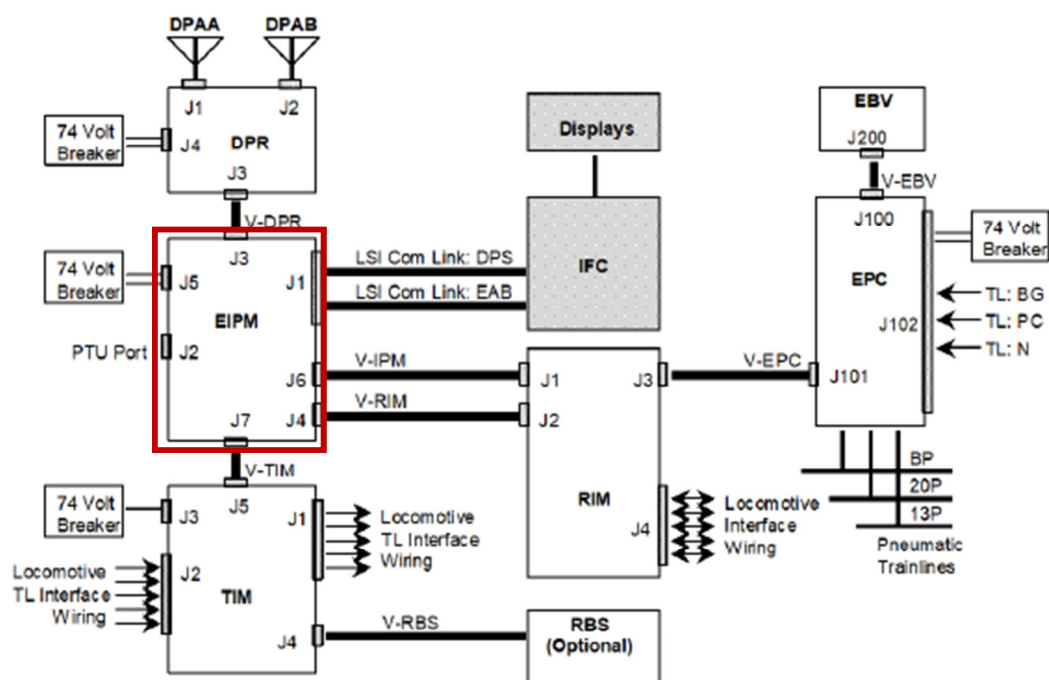 DPAA
DPAB
J1
J2
74 Volt
Breaker
J4
DPR
J3
V-DPR
Displays
EBV
J200
V-EBV
74 Volt
Breaker
J3
J5
J1
EIPM
PTU Port
J2
J6
J7
J4
LSI Com Link: DPS
LSI Com Link: EAB
IFC
J100
EPC
74 Volt
Breaker
J102
TL: BG
TL: PC
TL: N
J101
V-IPM
V-RIM
J1
J3
J2
V-EPC
RIM
J4
Locomotive
Interface
Wiring
BP
20P
13P
Pneumatic
Trainlines
V-TIM
74 Volt
Breaker
J5
J3
J1
Locomotive
TL Interface
Wiring
Locomotive
TL Interface
Wiring
J2
TIM
J4
V-RBS
RBS
(Optional)